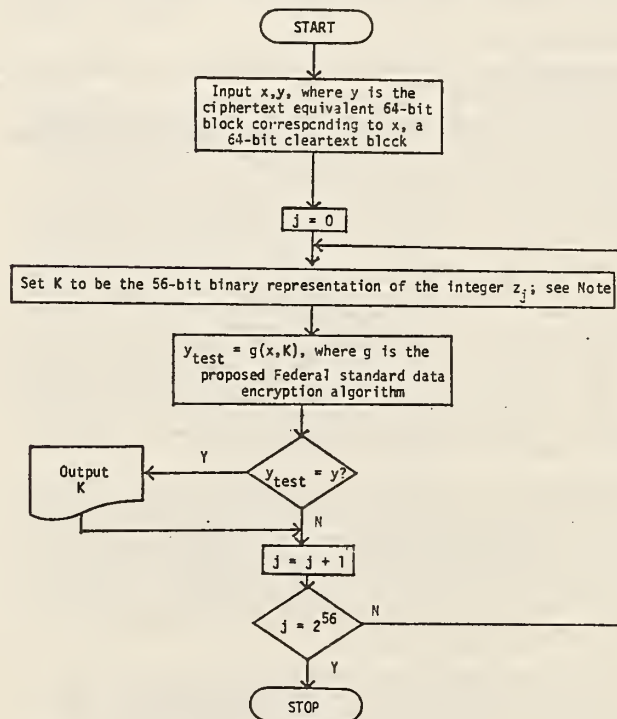 START
Input x,y, where y is the
ciphertext equivalent 64-bit
block corresponding to x, a
64-bit cleartext block
j = 0
Set K to be the 56-bit binary representation of the integer z_j; see Note
y_test = g(x,K), where g is the
proposed Federal standard data
encryption algorithm
Y
Output
K
y_test = y?
N
j = j + 1
j = 2^56
N
Y
STOP